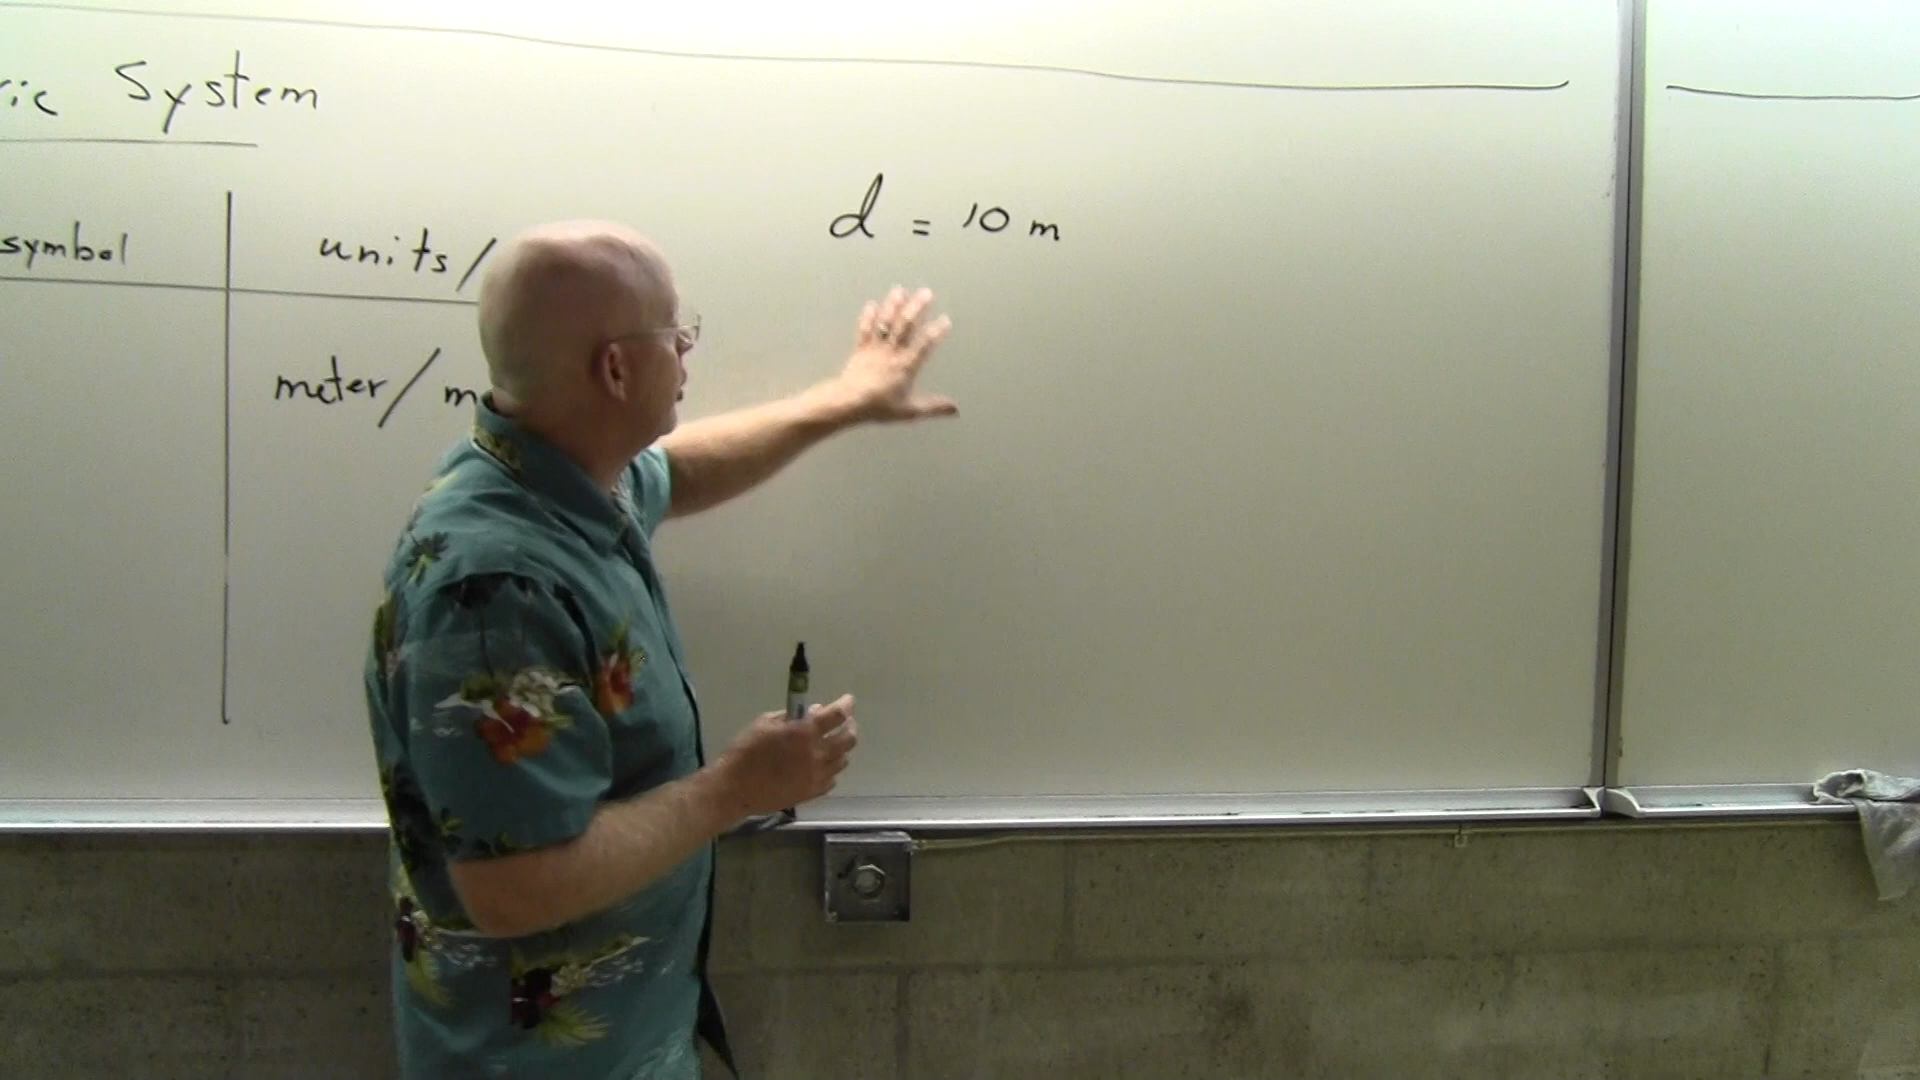 ric System
symbol
units/
d = 10 m
meter/ m